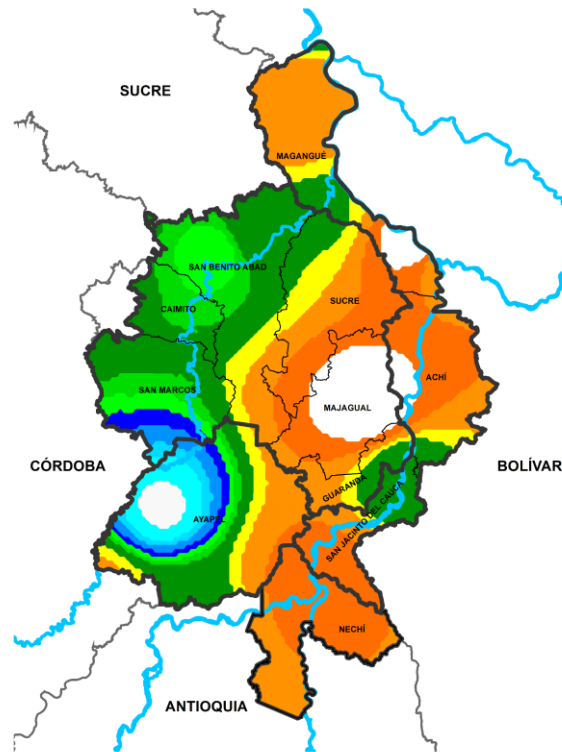 SUCRE
MAGANGUÉ
SAN BENITO ABAD
CAIMITO
SUCRE
ACHÍ
SAN MARCOS
MAJAGUAL
CÓRDOBA
BOLÍVAR
GUARANDA
AYAPEL
SAN JACINTO DEL CAUCA
NECHÍ
ANTIOQUIA